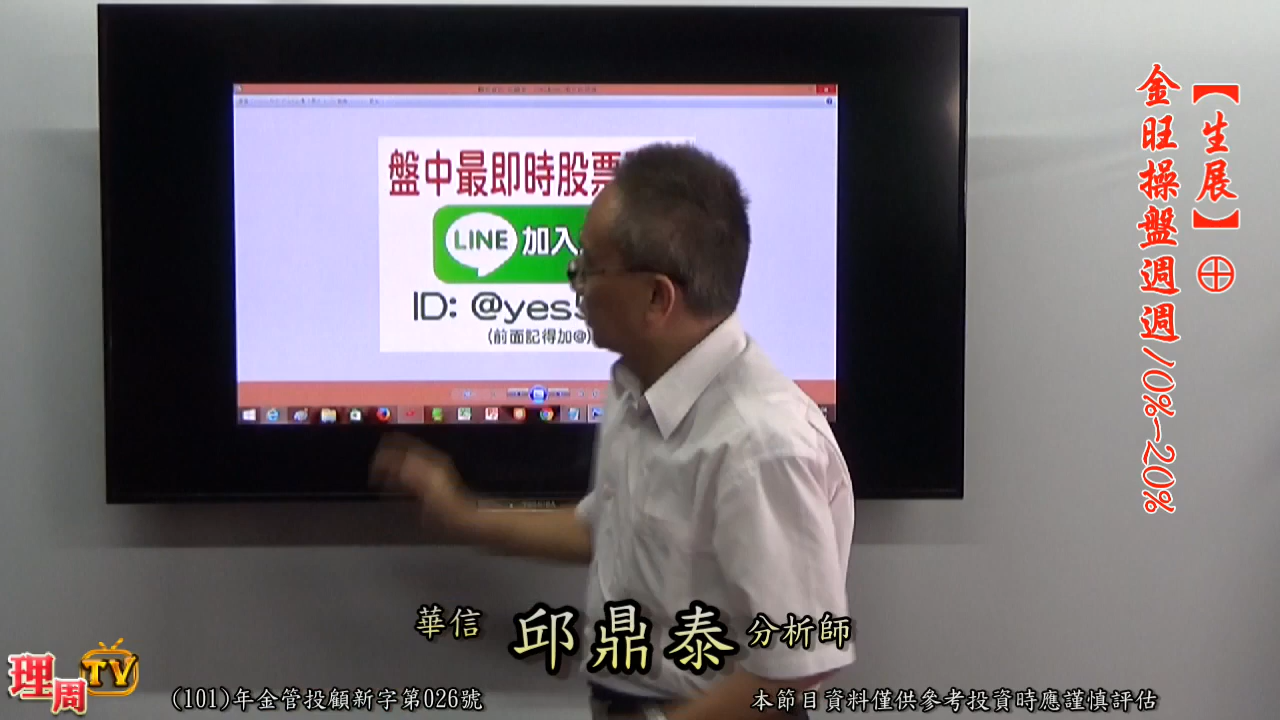 【生展】⊕
金旺操盤週週10%-20%
盤中最即時股票
LINE 加入
ID: @yes5
(前面記得加@)
華信 邱鼎泰 分析師
理周TV
(101)年金管投顧新字第026號
本節目資料僅供參考投資時應謹慎評估